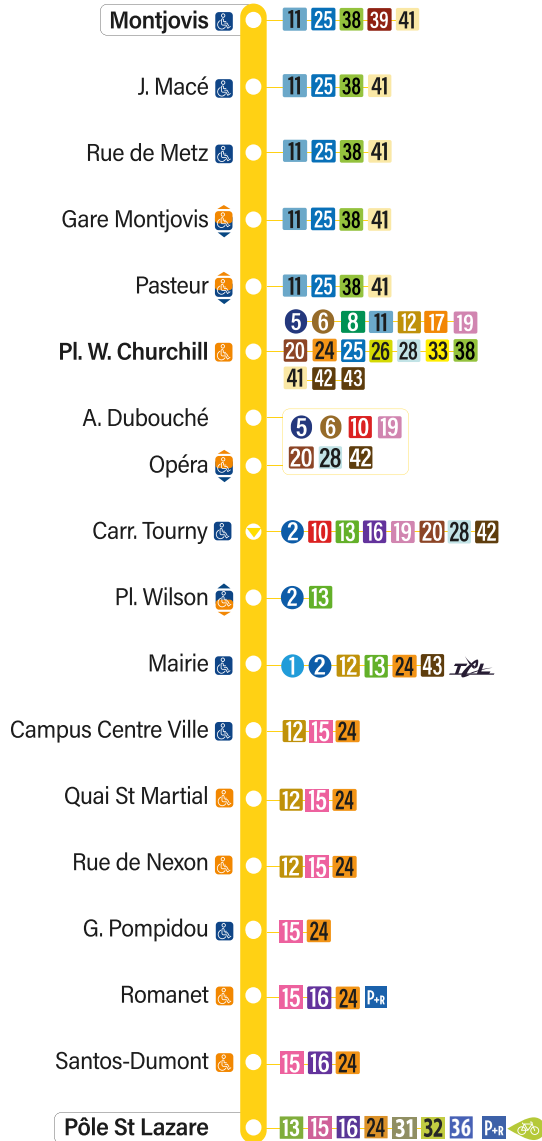 Montjovis 11 25 38 39 41
J. Macé 11 25 38 41
Rue de Metz 11 25 38 41
Gare Montjovis 11 25 38 41
Pasteur 11 25 38 41
5 6 8 11 12 17 19
Pl. W. Churchill 20 24 25 26 28 33 38
41 42 43
A. Dubouché 5 6 10 19
Opéra 20 28 42
Carr. Tourny 2 10 13 16 19 20 28 42
Pl. Wilson 2 13
Mairie 1 2 12 13 24 43 TCL
Campus Centre Ville 12 15 24
Quai St Martial 12 15 24
Rue de Nexon 12 15 24
G. Pompidou 15 24
Romanet 15 16 24 P+R
Santos-Dumont 15 16 24
Pôle St Lazare 13 15 16 24 31 32 36 P+R